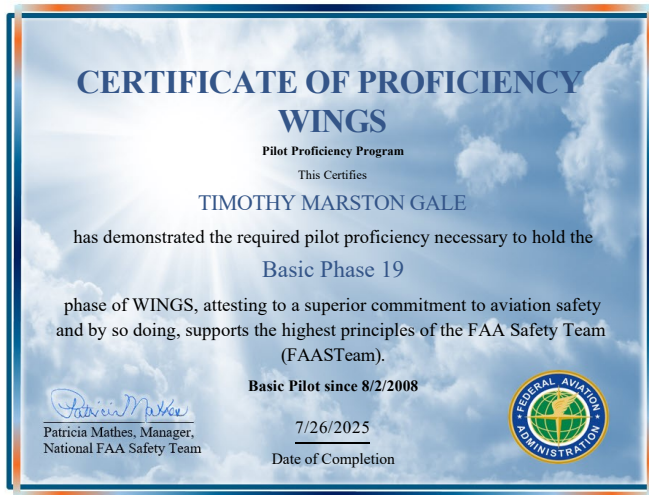 CERTIFICATE OF PROFICIENCY
WINGS
Pilot Proficiency Program
This Certifies
TIMOTHY MARSTON GALE
has demonstrated the required pilot proficiency necessary to hold the
Basic Phase 19
phase of WINGS, attesting to a superior commitment to aviation safety
and by so doing, supports the highest principles of the FAA Safety Team
(FAASTeam).
Basic Pilot since 8/2/2008
Patricia Mathes
Patricia Mathes, Manager,
National FAA Safety Team
7/26/2025
Date of Completion
FEDERAL AVIATION
ADMINISTRATION